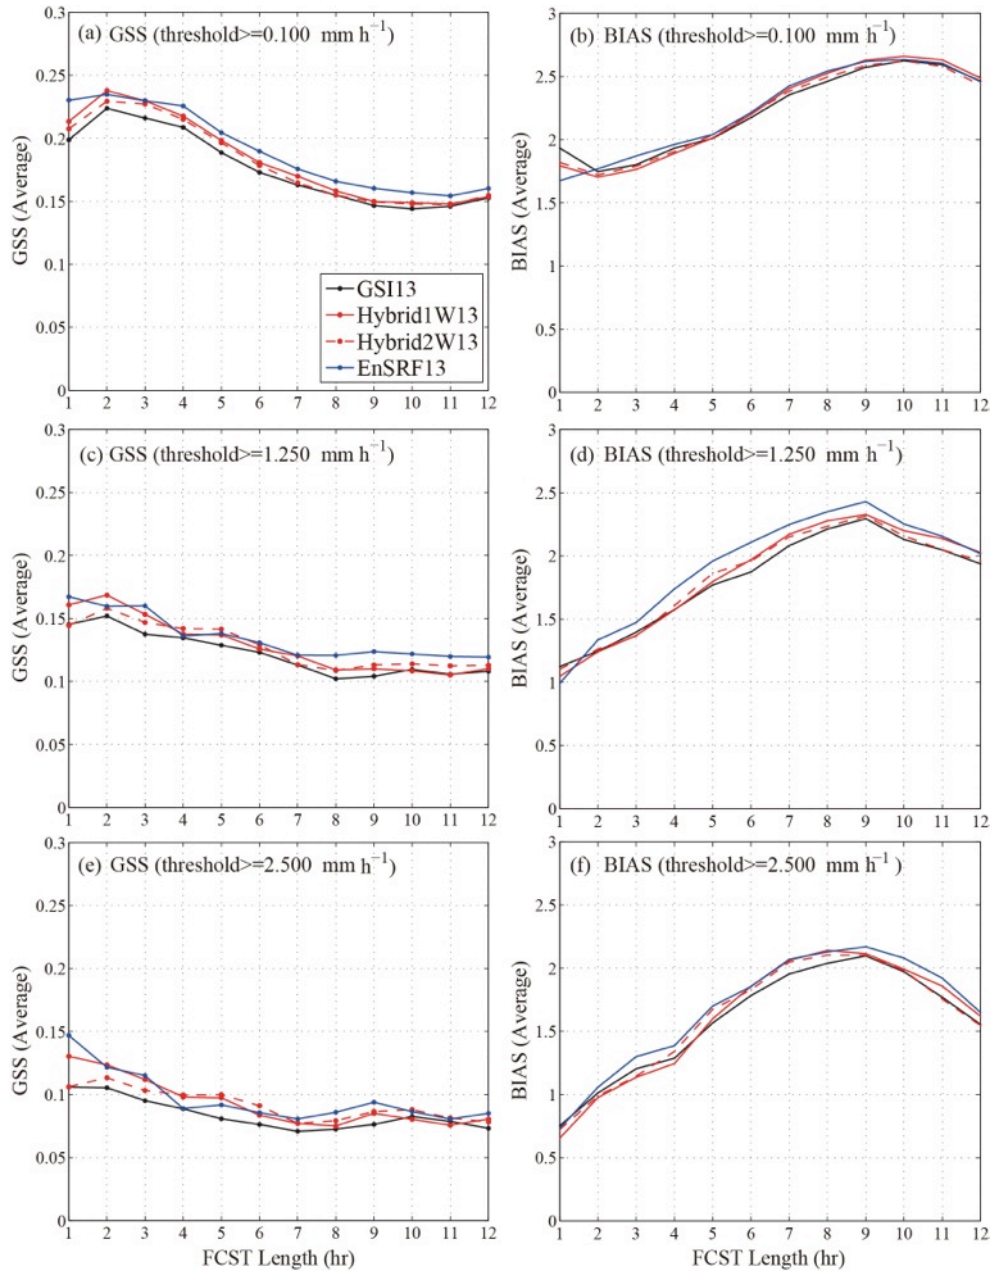 (a) GSS (threshold>=0.100 mm h⁻¹)
0.3
0.25
0.2
0.15
0.1
0.05
0
GSS (Average)
1 2 3 4 5 6 7 8 9 10 11 12
GSI13
Hybrid1W13
Hybrid2W13
EnSRF13
(b) BIAS (threshold>=0.100 mm h⁻¹)
3
2.5
2
1.5
1
0.5
0
BIAS (Average)
1 2 3 4 5 6 7 8 9 10 11 12
(c) GSS (threshold>=1.250 mm h⁻¹)
0.3
0.25
0.2
0.15
0.1
0.05
0
GSS (Average)
1 2 3 4 5 6 7 8 9 10 11 12
(d) BIAS (threshold>=1.250 mm h⁻¹)
3
2.5
2
1.5
1
0.5
0
BIAS (Average)
1 2 3 4 5 6 7 8 9 10 11 12
(e) GSS (threshold>=2.500 mm h⁻¹)
0.3
0.25
0.2
0.15
0.1
0.05
0
GSS (Average)
1 2 3 4 5 6 7 8 9 10 11 12
FCST Length (hr)
(f) BIAS (threshold>=2.500 mm h⁻¹)
3
2.5
2
1.5
1
0.5
0
BIAS (Average)
1 2 3 4 5 6 7 8 9 10 11 12
FCST Length (hr)